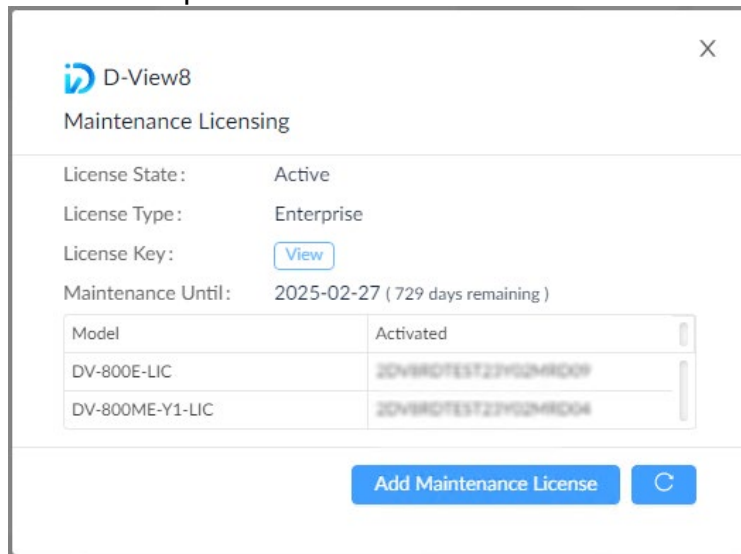 D-View8
Maintenance Licensing
License State: Active
License Type: Enterprise
License Key: View
Maintenance Until: 2025-02-27 ( 729 days remaining )
Model Activated
DV-800E-LIC
DV-800ME-Y1-LIC
Add Maintenance License